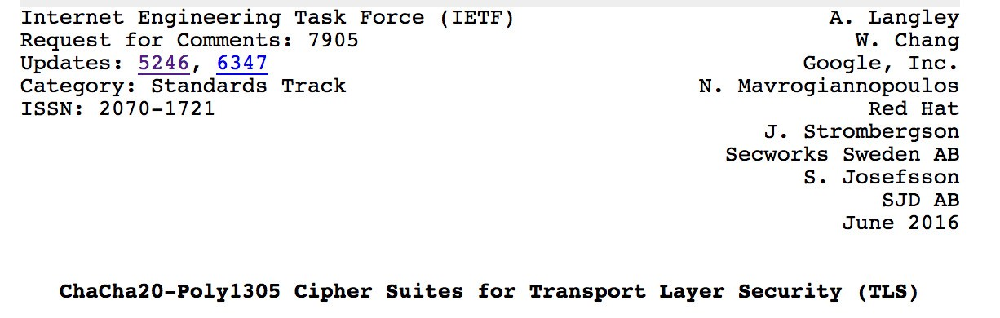 Internet Engineering Task Force (IETF) A. Langley
Request for Comments: 7905 W. Chang
Updates: 5246, 6347 Google, Inc.
Category: Standards Track N. Mavrogiannopoulos
ISSN: 2070-1721 Red Hat
J. Strombergson
Secworks Sweden AB
S. Josefsson
SJD AB
June 2016
ChaCha20-Poly1305 Cipher Suites for Transport Layer Security (TLS)